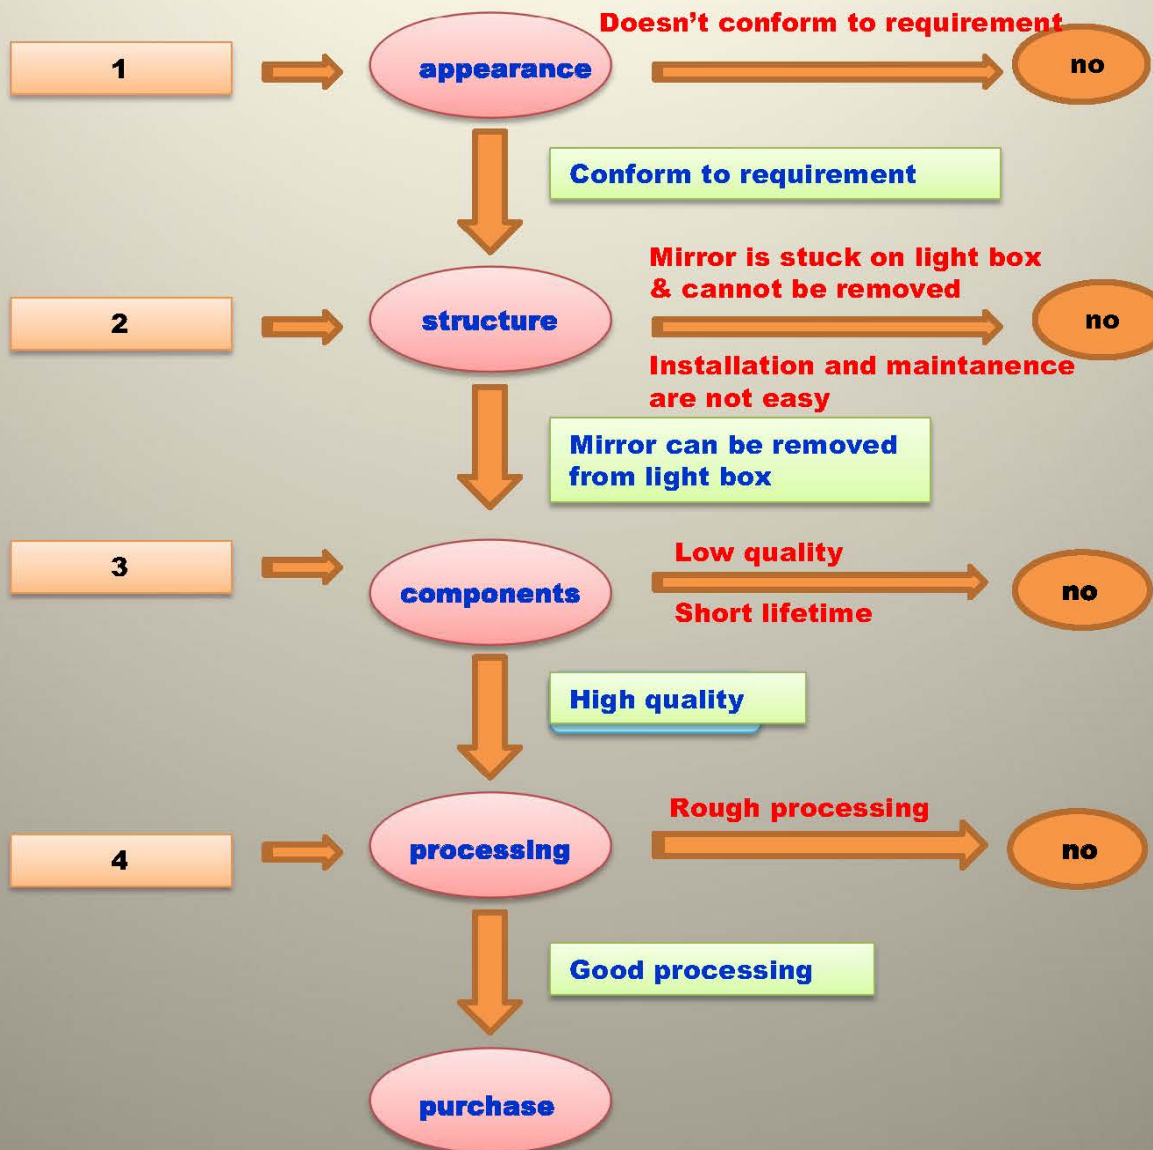 Doesn't conform to requirement
1
appearance
no
Conform to requirement
Mirror is stuck on light box
& cannot be removed
2
structure
no
Installation and maintanence
are not easy
Mirror can be removed
from light box
3
components
Low quality
Short lifetime
no
High quality
Rough processing
4
processing
no
Good processing
purchase